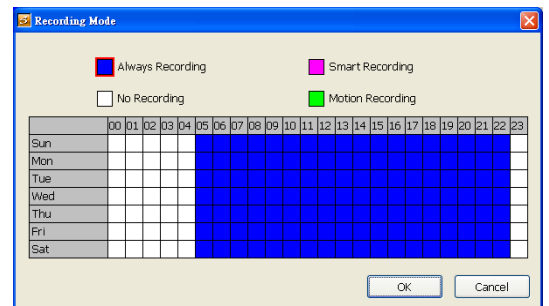 Recording Mode
Always Recording Smart Recording
No Recording Motion Recording
00 01 02 03 04 05 06 07 08 09 10 11 12 13 14 15 16 17 18 19 20 21 22 23
Sun
Mon
Tue
Wed
Thu
Fri
Sat
OK Cancel